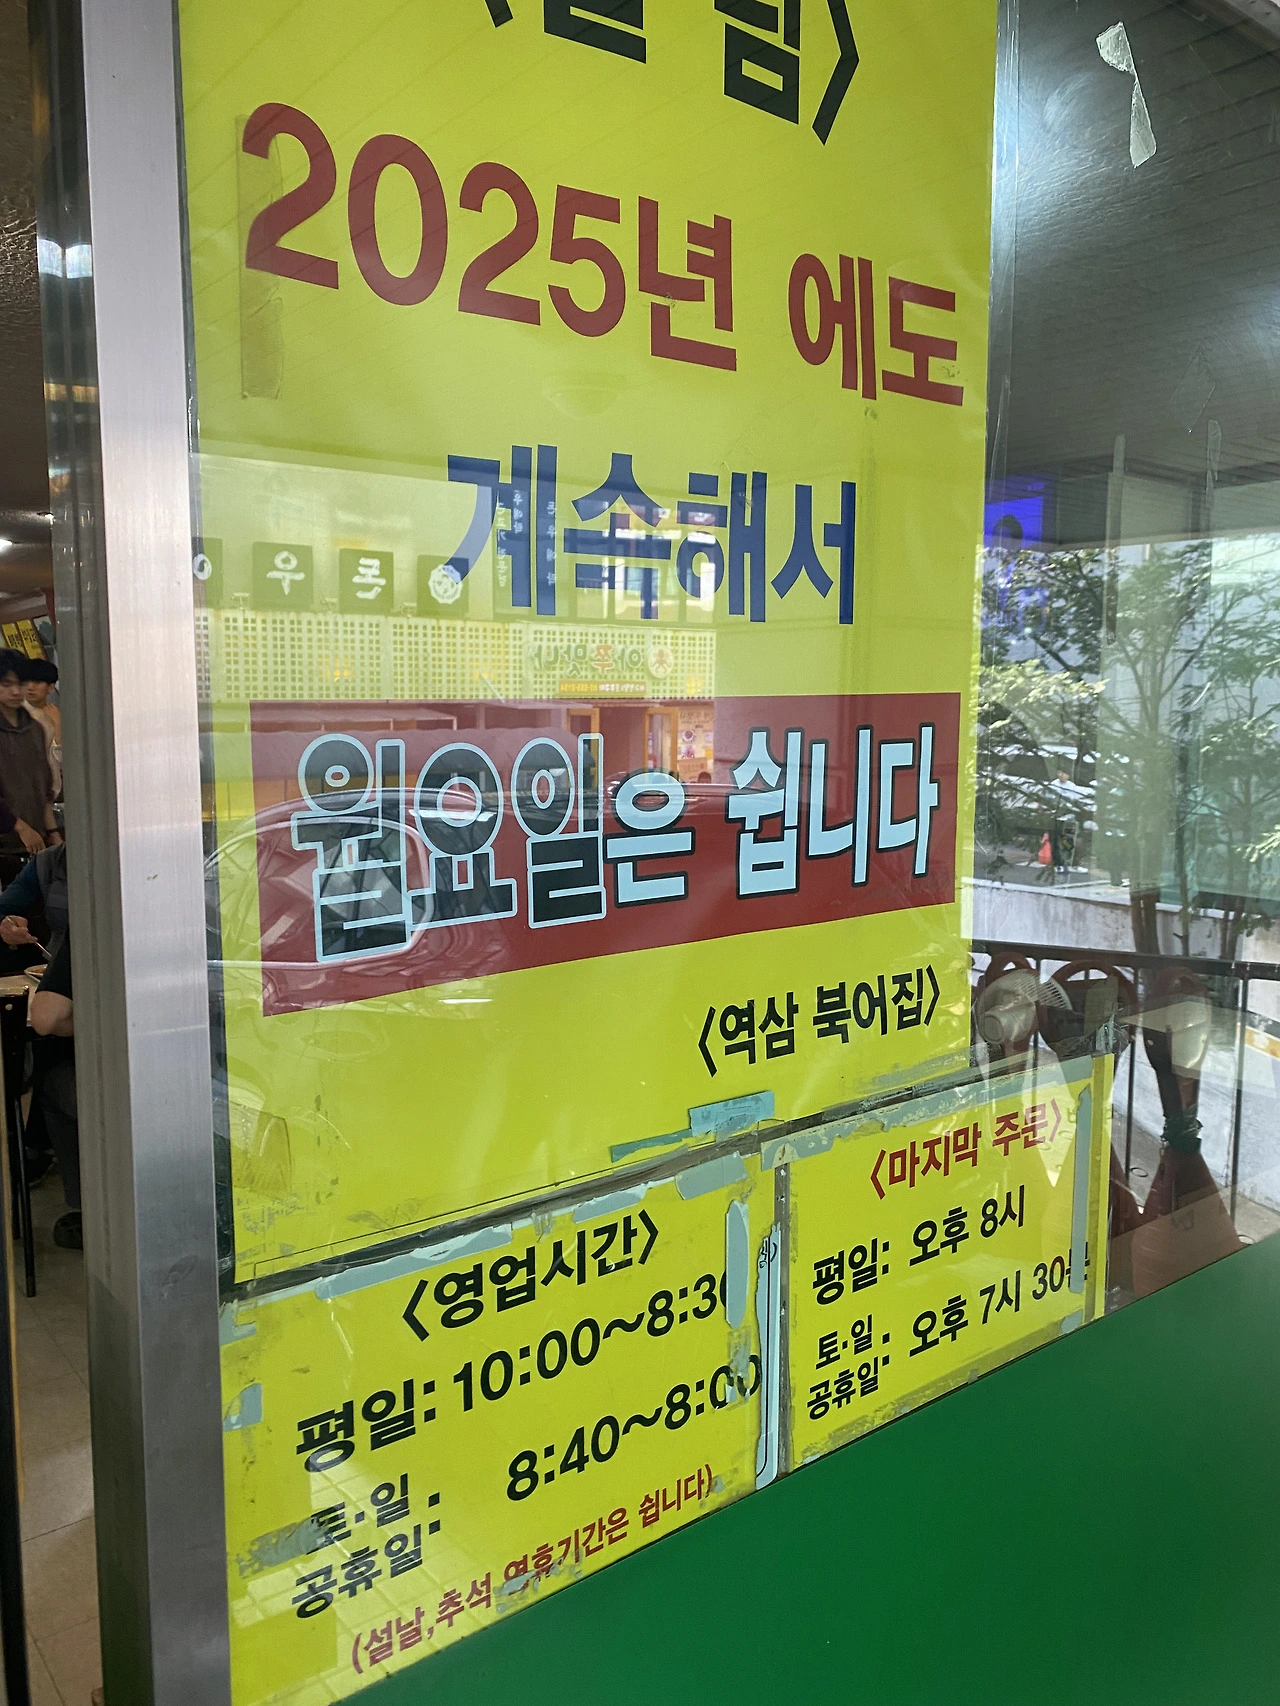 림>
2025년 에도
계속해서
월요일은 쉽니다
<역삼 북어집>
<영업시간>
평일: 10:00~8:30
토·일
공휴일: 8:40~8:00
(설날,추석 연휴기간은 쉽니다)
<마지막 주문>
평일: 오후 8시
토·일
공휴일: 오후 7시 30분